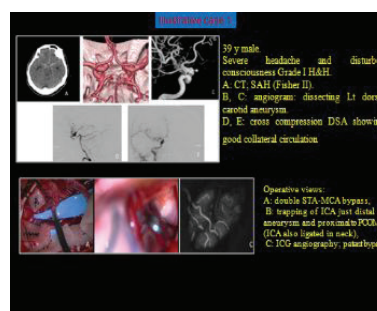 Illustrative case 1
39 y male.
Severe headache and disturb
consciousness Grade I H&H.
A: CT; SAH (Fisher II).
B, C: angiogram: dissecting Lt dors
carotid aneurysm.
D, E: cross compression DSA showi
good collateral circulation
A
C
Operative views:
A: double STA-MCA bypass,
B: trapping of ICA just distal
aneurysm and proximal to PCOM
(ICA also ligated in neck),
C: ICG angiography; patent byp
C